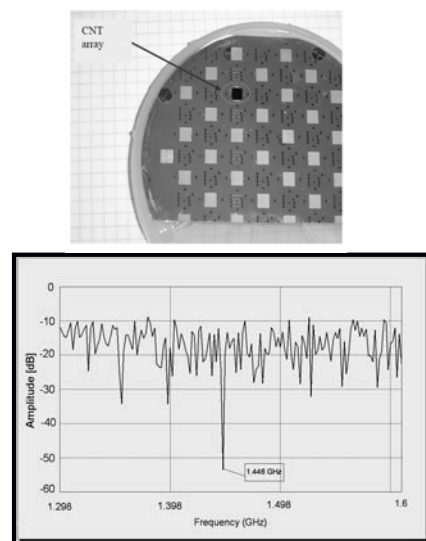 CNT
array
0
-10
-20
-30
-40
-50
-60
Amplitude [dB]
1.446 GHz
1.298
1.398
1.498
1.6
Frequency (GHz)